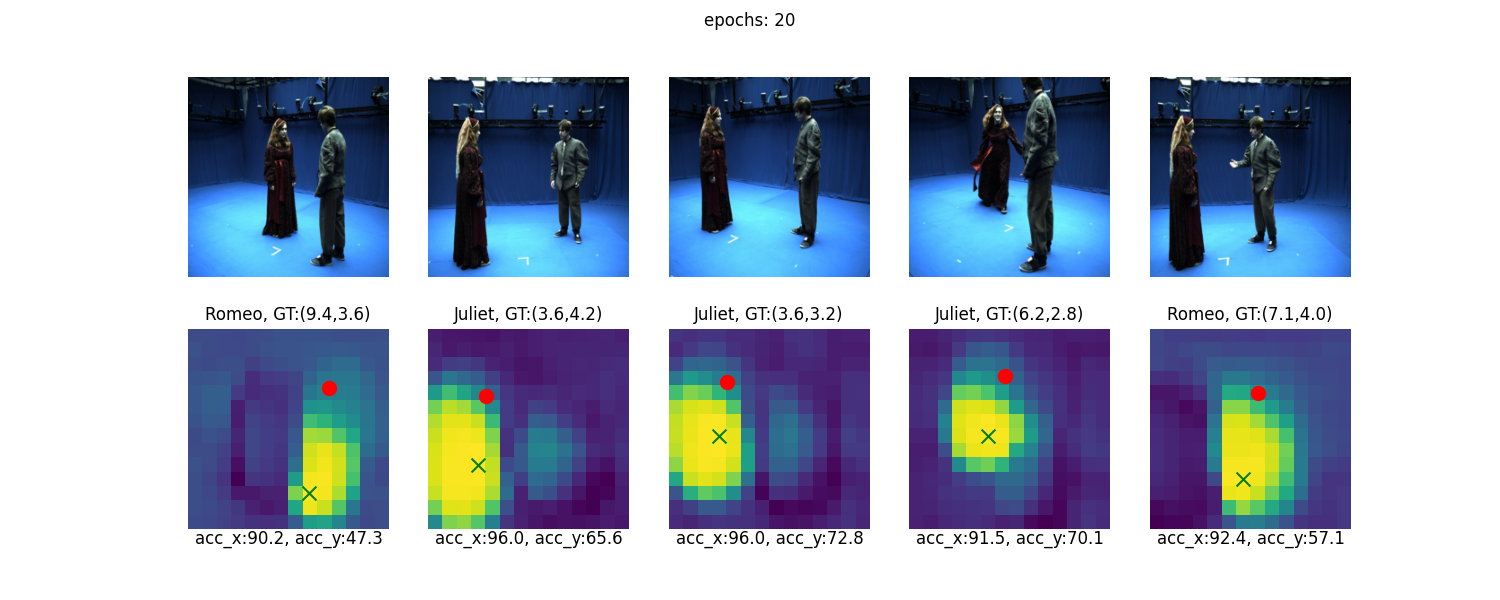 epochs: 20
Romeo, GT:(9.4,3.6)
Juliet, GT:(3.6,4.2)
Juliet, GT:(3.6,3.2)
Juliet, GT:(6.2,2.8)
Romeo, GT:(7.1,4.0)
acc_x:90.2, acc_y:47.3
acc_x:96.0, acc_y:65.6
acc_x:96.0, acc_y:72.8
acc_x:91.5, acc_y:70.1
acc_x:92.4, acc_y:57.1